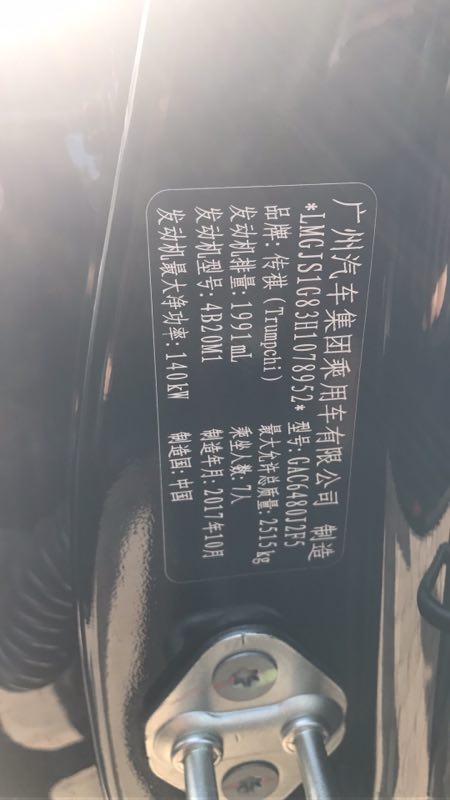 广州汽车集团乘用车有限公司 制造
*LMGJS1G83H1078952* 型号: GAC6480J2F5
品牌: 传祺 (Trumpchi) 最大允许总质量: 2515kg
发动机排量: 1991mL 乘坐人数: 7人
发动机型号: 4B20M1 制造年月: 2017年10月
发动机最大净功率: 140kW 制造国: 中国